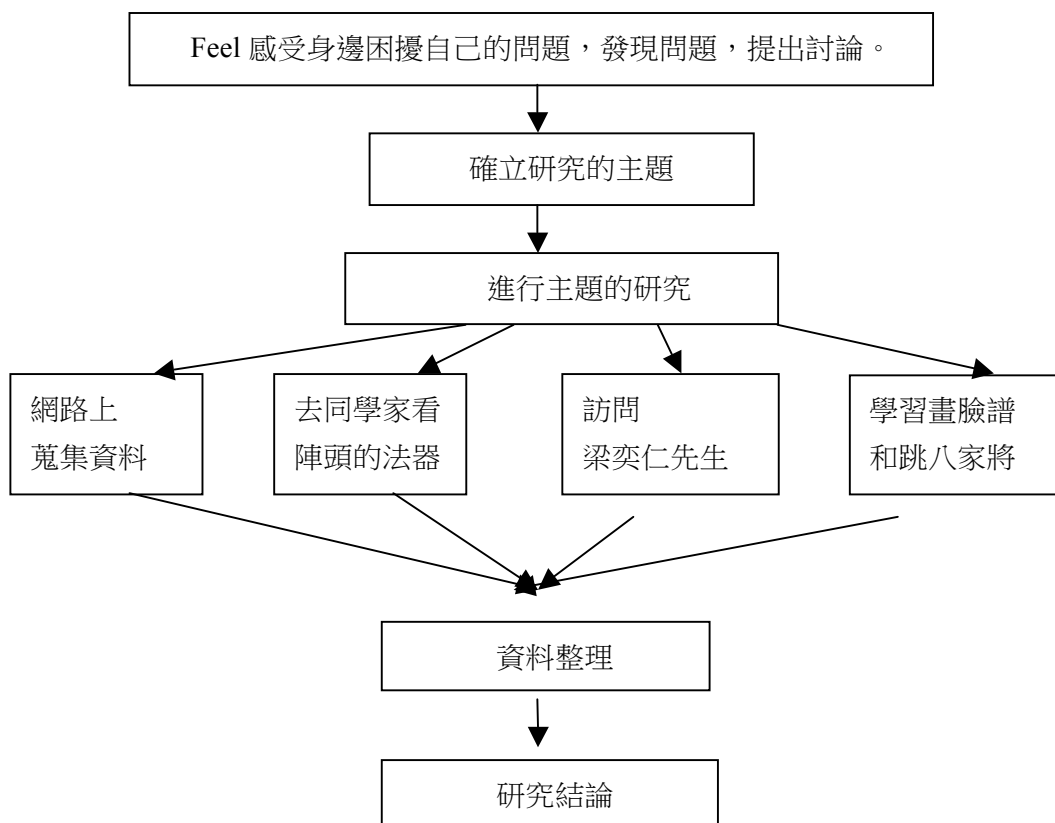 Feel 感受身邊困擾自己的問題，發現問題，提出討論。
確立研究的主題
進行主題的研究
網路上
蒐集資料
去同學家看
陣頭的法器
訪問
梁奕仁先生
學習畫臉譜
和跳八家將
資料整理
研究結論